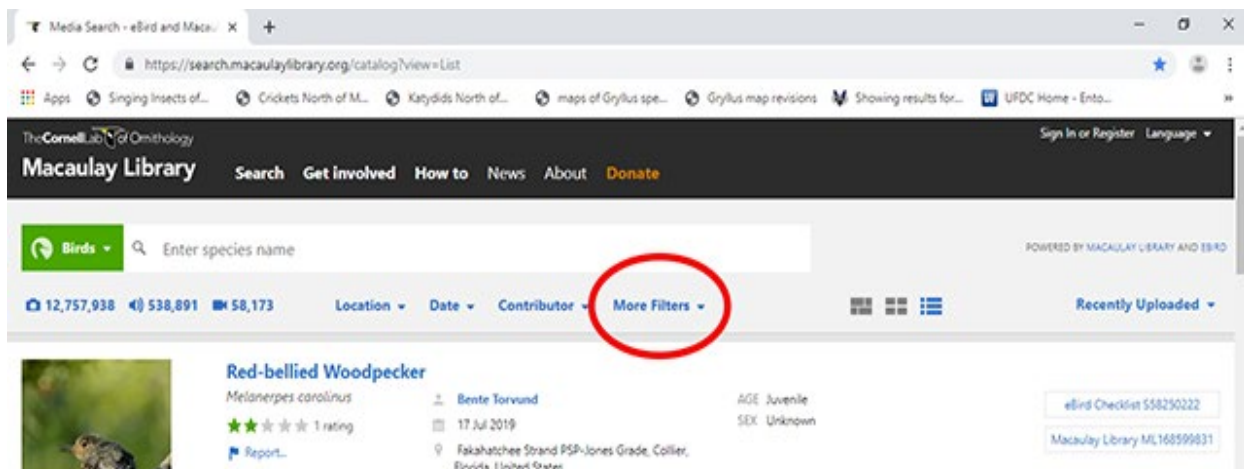 Media Search - eBird and Macau
https://search.macaulaylibrary.org/catalog?view=List
Apps Singing Insects of... Crickets North of M... Katydids North of... maps of Gryllus spe... Gryllus map revisions Showing results for... UFDC Home - Ento...
TheCornellLab of Ornithology
Sign In or Register Language
Macaulay Library Search Get involved How to News About Donate
Birds Enter species name
POWERED BY MACAULAY LIBRARY AND EBIRD
12,757,938 538,891 58,173 Location Date Contributor More Filters Recently Uploaded
Red-bellied Woodpecker
Melanerpes carolinus Bente Torvund AGE Juvenile eBird Checklist S58250222
1 rating 17 Jul 2019 SEX Unknown
Report... Fakahatchee Strand PSP-Jones Grade, Collier, Macaulay Library ML168599831
Florida, United States